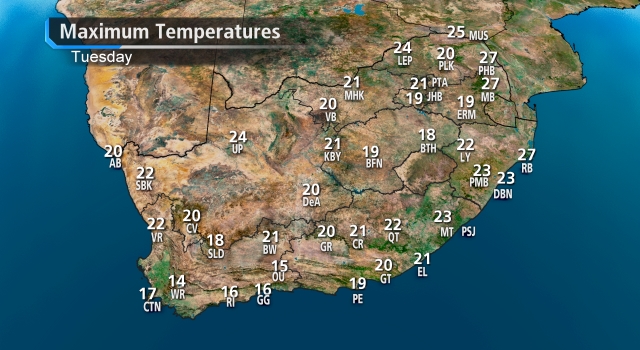 Maximum Temperatures
Tuesday
25 MUS
24
LEP
20
PLK
27
PHB
21
MHK
21 PTA
19 JHB
27
MB
19
ERM
20
VB
24
UP
21
KBY
19
BFN
18
BTH
22
LY
27
RB
20
AB
22
SBK
23
PMB
23
DBN
20
DeA
22
VR
20
CV
18
SLD
21
BW
20
GR
21
CR
22
QT
23
MT
PSJ
15
OU
20
GT
21
EL
17
CTN
14
WR
16
RI
16
GG
19
PE